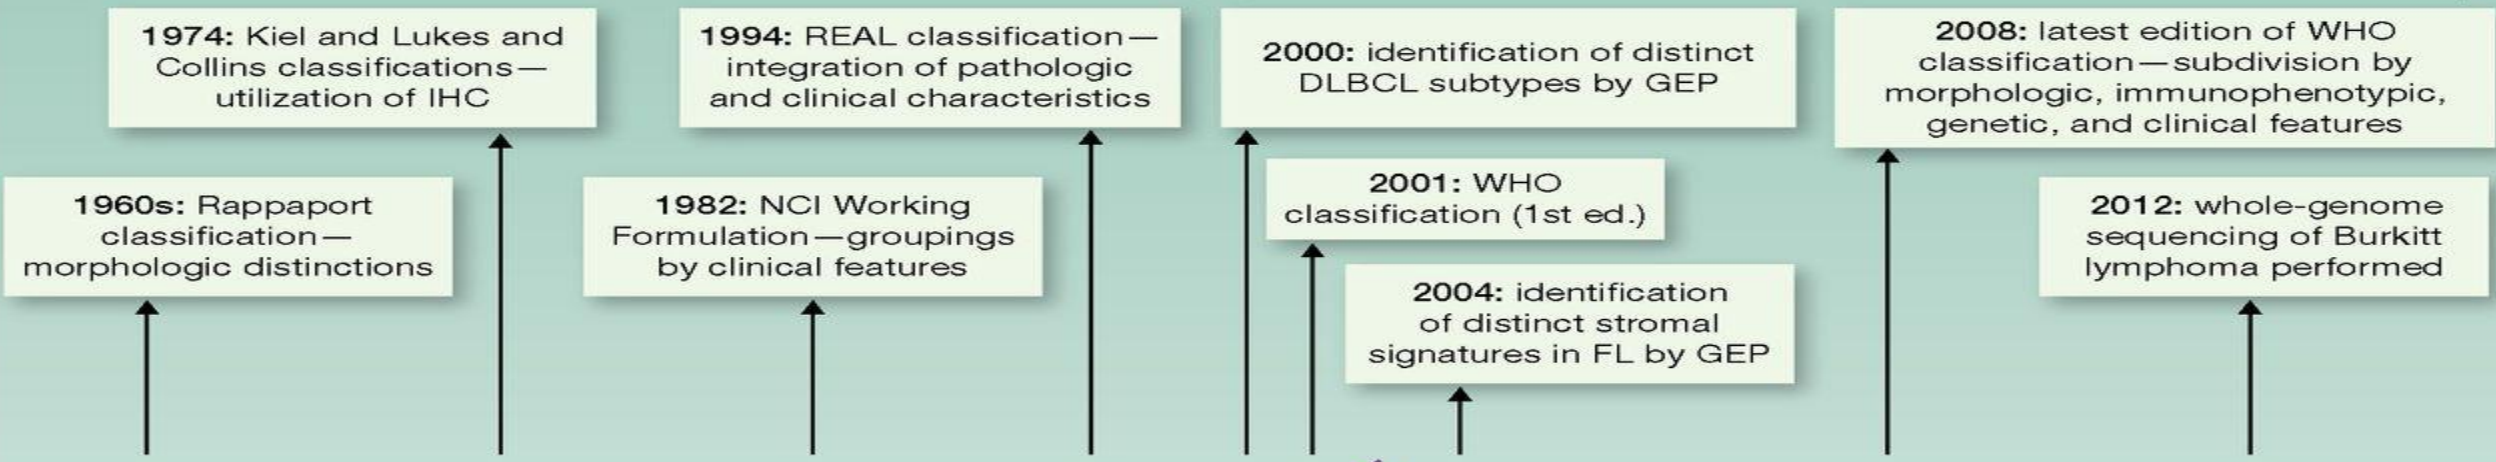 1974: Kiel and Lukes and
Collins classifications—
utilization of IHC
1994: REAL classification—
integration of pathologic
and clinical characteristics
2000: identification of distinct
DLBCL subtypes by GEP
2008: latest edition of WHO
classification—subdivision by
morphologic, immunophenotypic,
genetic, and clinical features
1960s: Rappaport
classification—
morphologic distinctions
1982: NCI Working
Formulation—groupings
by clinical features
2001: WHO
classification (1st ed.)
2004: identification
of distinct stromal
signatures in FL by GEP
2012: whole-genome
sequencing of Burkitt
lymphoma performed